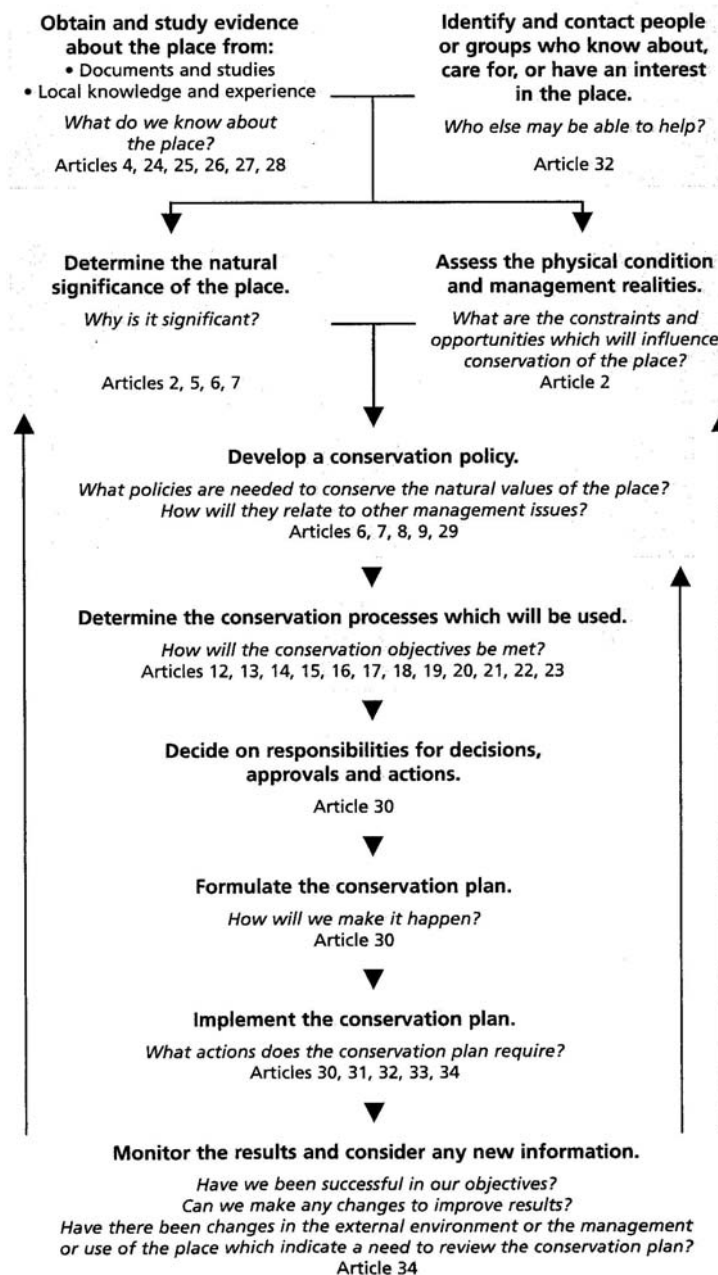 Obtain and study evidence
about the place from:
• Documents and studies
• Local knowledge and experience
What do we know about
the place?
Articles 4, 24, 25, 26, 27, 28
Identify and contact people
or groups who know about,
care for, or have an interest
in the place.
Who else may be able to help?
Article 32
Determine the natural
significance of the place.
Why is it significant?
Articles 2, 5, 6, 7
Assess the physical condition
and management realities.
What are the constraints and
opportunities which will influence
conservation of the place?
Article 2
Develop a conservation policy.
What policies are needed to conserve the natural values of the place?
How will they relate to other management issues?
Articles 6, 7, 8, 9, 29
Determine the conservation processes which will be used.
How will the conservation objectives be met?
Articles 12, 13, 14, 15, 16, 17, 18, 19, 20, 21, 22, 23
Decide on responsibilities for decisions,
approvals and actions.
Article 30
Formulate the conservation plan.
How will we make it happen?
Article 30
Implement the conservation plan.
What actions does the conservation plan require?
Articles 30, 31, 32, 33, 34
Monitor the results and consider any new information.
Have we been successful in our objectives?
Can we make any changes to improve results?
Have there been changes in the external environment or the management
or use of the place which indicate a need to review the conservation plan?
Article 34